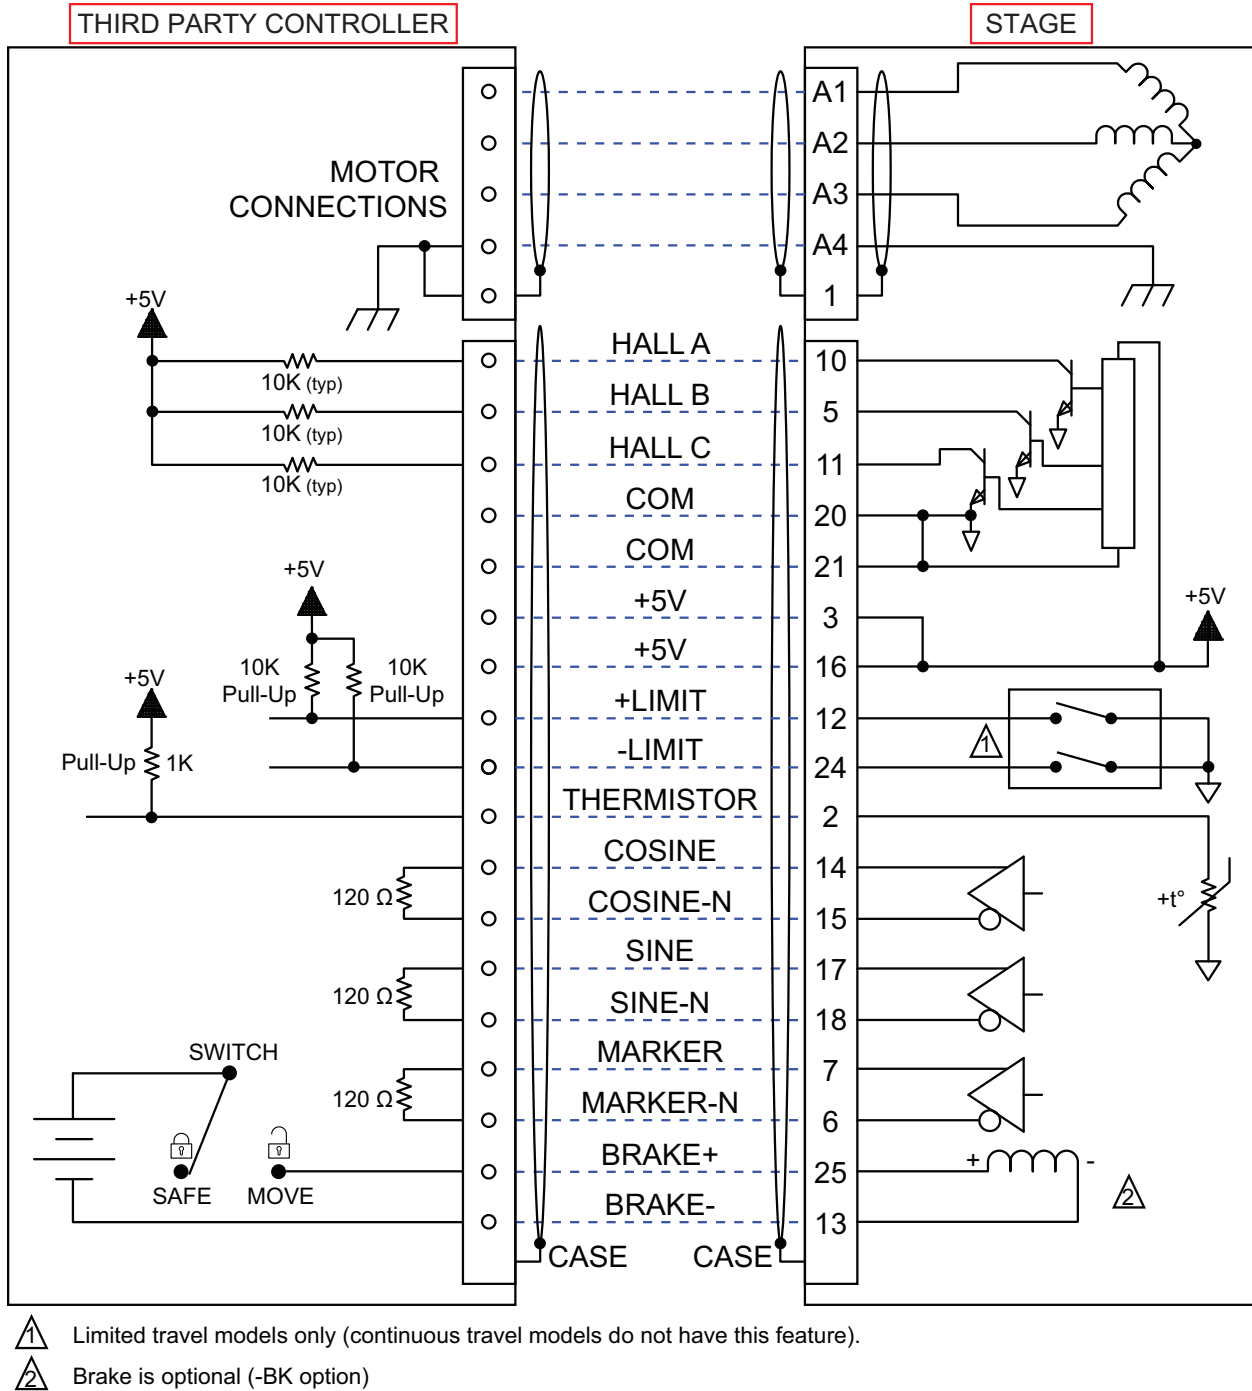 THIRD PARTY CONTROLLER
STAGE
MOTOR
CONNECTIONS
A1
A2
A3
A4
1
+5V
10K (typ)
10K (typ)
10K (typ)
HALL A
10
HALL B
5
HALL C
11
COM
20
COM
21
+5V
3
+5V
16
+5V
+5V
10K
Pull-Up
10K
Pull-Up
+5V
Pull-Up
1K
+LIMIT
12
-LIMIT
24
1
THERMISTOR
2
+t°
COSINE
14
120 Ω
COSINE-N
15
SINE
17
120 Ω
SINE-N
18
SWITCH
MARKER
7
120 Ω
MARKER-N
6
BRAKE+
25
+
-
2
SAFE
MOVE
BRAKE-
13
CASE
CASE
1 Limited travel models only (continuous travel models do not have this feature).
2 Brake is optional (-BK option)